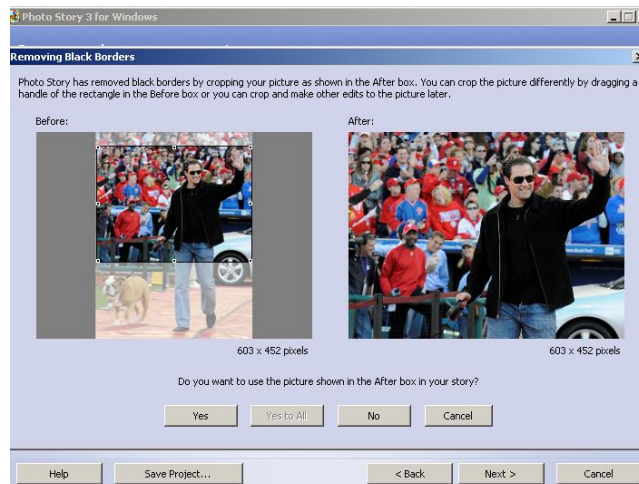 Photo Story 3 for Windows
Removing Black Borders
Photo Story has removed black borders by cropping your picture as shown in the After box. You can crop the picture differently by dragging a
handle of the rectangle in the Before box or you can crop and make other edits to the picture later.
Before:
After:
603 x 452 pixels
603 x 452 pixels
Do you want to use the picture shown in the After box in your story?
Yes
Yes to All
No
Cancel
Help
Save Project...
< Back
Next >
Cancel